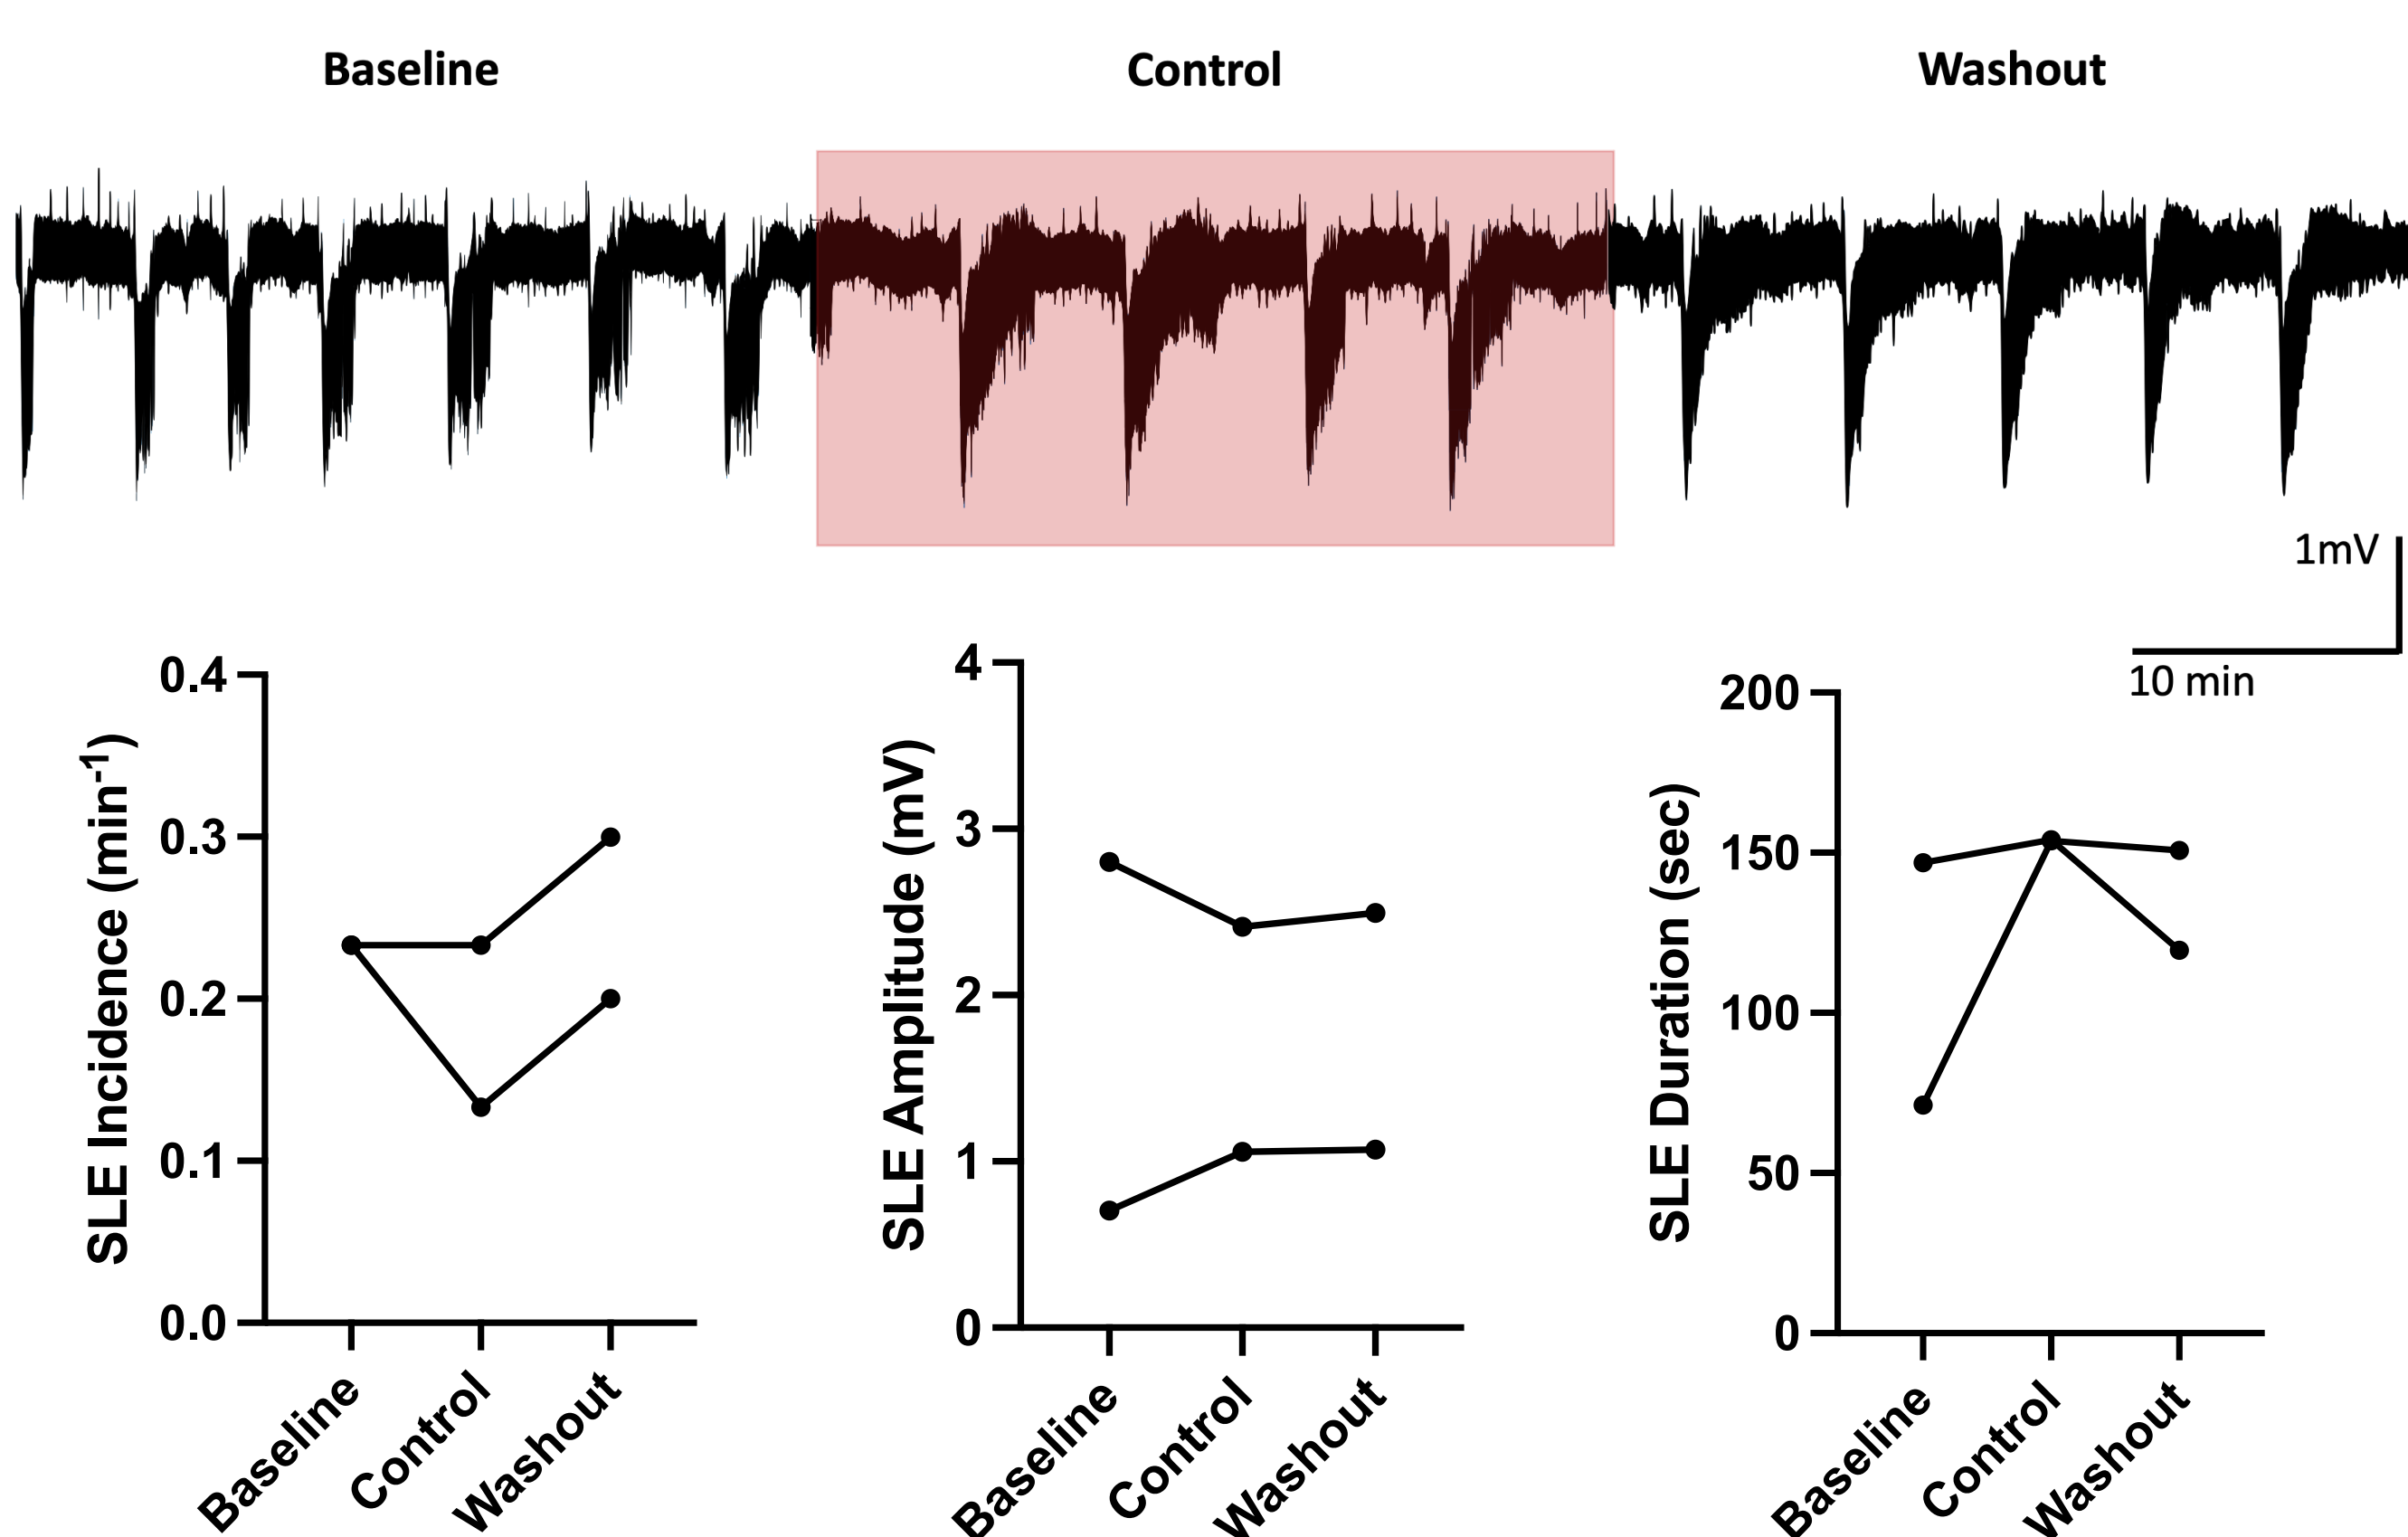 Baseline
Control
Washout
1mV
10 min
SLE Incidence (min⁻¹)
0.4
0.3
0.2
0.1
0.0
Baseline
Control
Washout
SLE Amplitude (mV)
4
3
2
1
0
Baseline
Control
Washout
SLE Duration (sec)
200
150
100
50
0
Baseline
Control
Washout